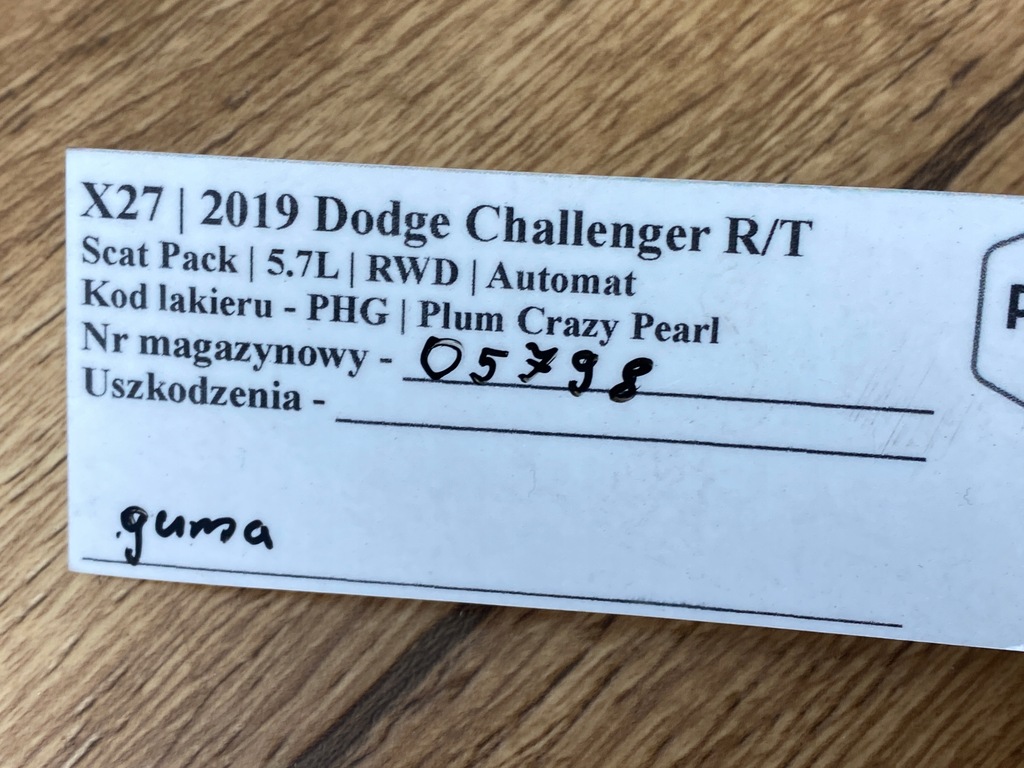 X27 | 2019 Dodge Challenger R/T
Scat Pack | 5.7L | RWD | Automat
Kod lakieru - PHG | Plum Crazy Pearl
Nr magazynowy - 05798
Uszkodzenia -
guma